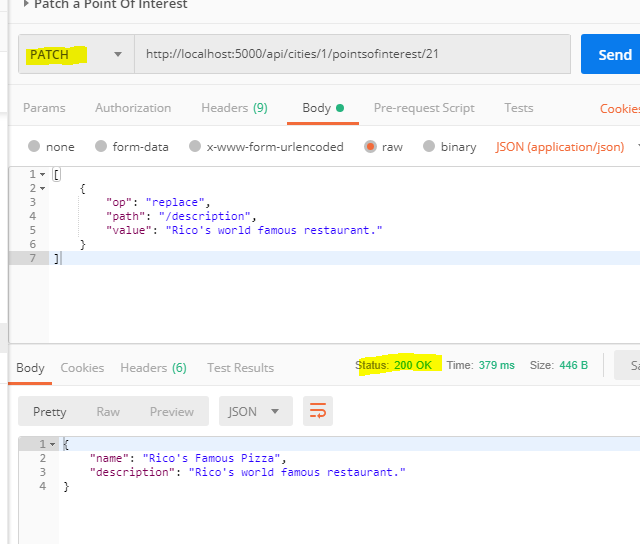 Patch a Point Of Interest
PATCH http://localhost:5000/api/cities/1/pointsofinterest/21 Send
Params Authorization Headers (9) Body Pre-request Script Tests Cookies
none form-data x-www-form-urlencoded raw binary JSON (application/json)
1 [
2 {
3 "op": "replace",
4 "path": "/description",
5 "value": "Rico's world famous restaurant."
6 }
7 ]
Body Cookies Headers (6) Test Results Status: 200 OK Time: 379 ms Size: 446 B Sa
Pretty Raw Preview JSON
1 {
2 "name": "Rico's Famous Pizza",
3 "description": "Rico's world famous restaurant."
4 }